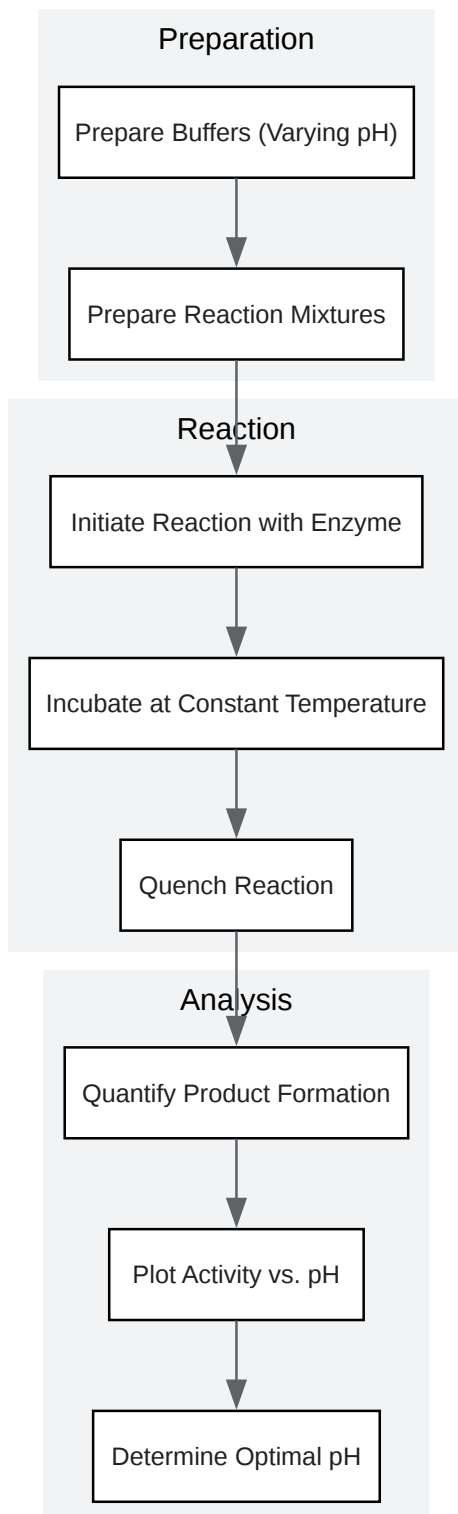 Preparation
Prepare Buffers (Varying pH)
Prepare Reaction Mixtures
Reaction
Initiate Reaction with Enzyme
Incubate at Constant Temperature
Quench Reaction
Analysis
Quantify Product Formation
Plot Activity vs. pH
Determine Optimal pH